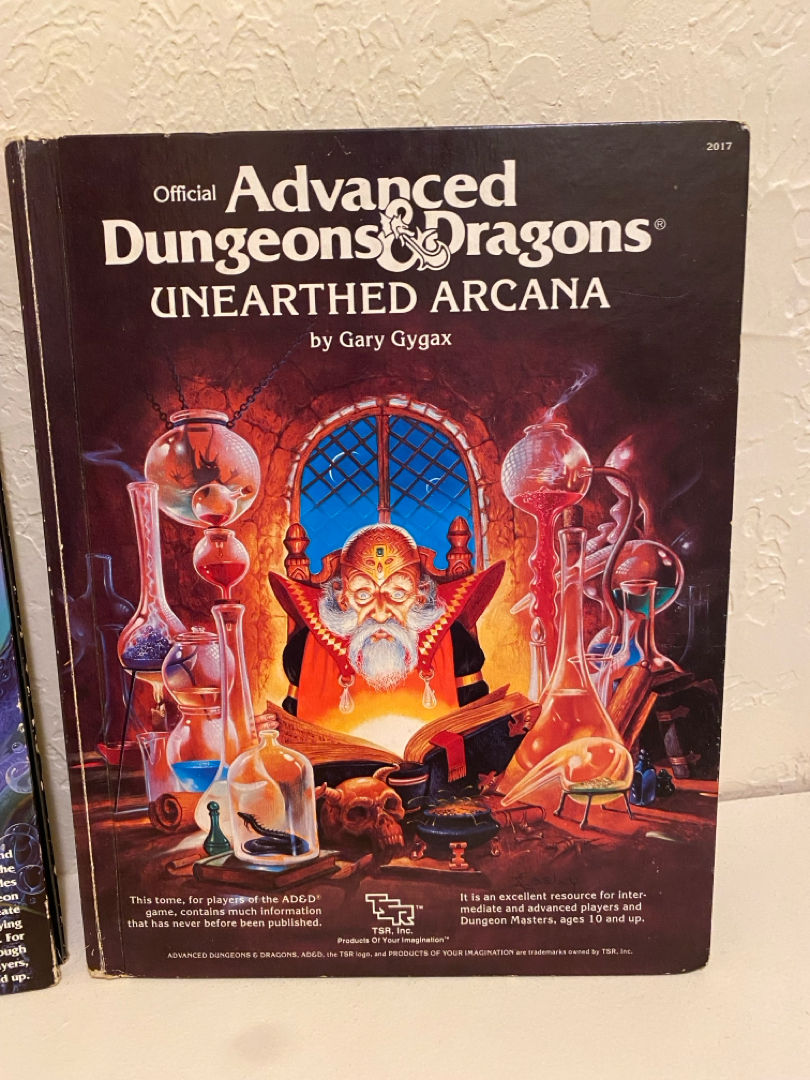 2017
Official Advanced
Dungeons & Dragons®
UNEARTHED ARCANA
by Gary Gygax
This tome, for players of the AD&D®
game, contains much information
that has never before been published.
TSR™
TSR, Inc.
Products Of Your Imagination™
It is an excellent resource for inter-
mediate and advanced players and
Dungeon Masters, ages 10 and up.
ADVANCED DUNGEONS & DRAGONS, AD&D, the TSR logo, and PRODUCTS OF YOUR IMAGINATION are trademarks owned by TSR, Inc.
For
d up.